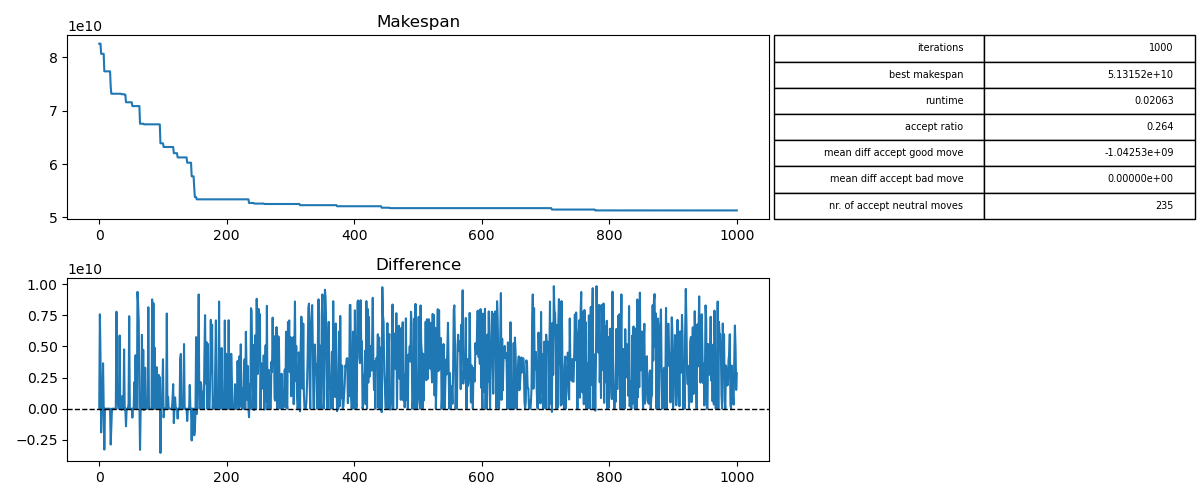 Makespan
1e10
8
7
6
5
0
200
400
600
800
1000
iterations 1000
best makespan 5.13152e+10
runtime 0.02063
accept ratio 0.264
mean diff accept good move -1.04253e+09
mean diff accept bad move 0.00000e+00
nr. of accept neutral moves 235
Difference
1e10
1.00
0.75
0.50
0.25
0.00
−0.25
0
200
400
600
800
1000